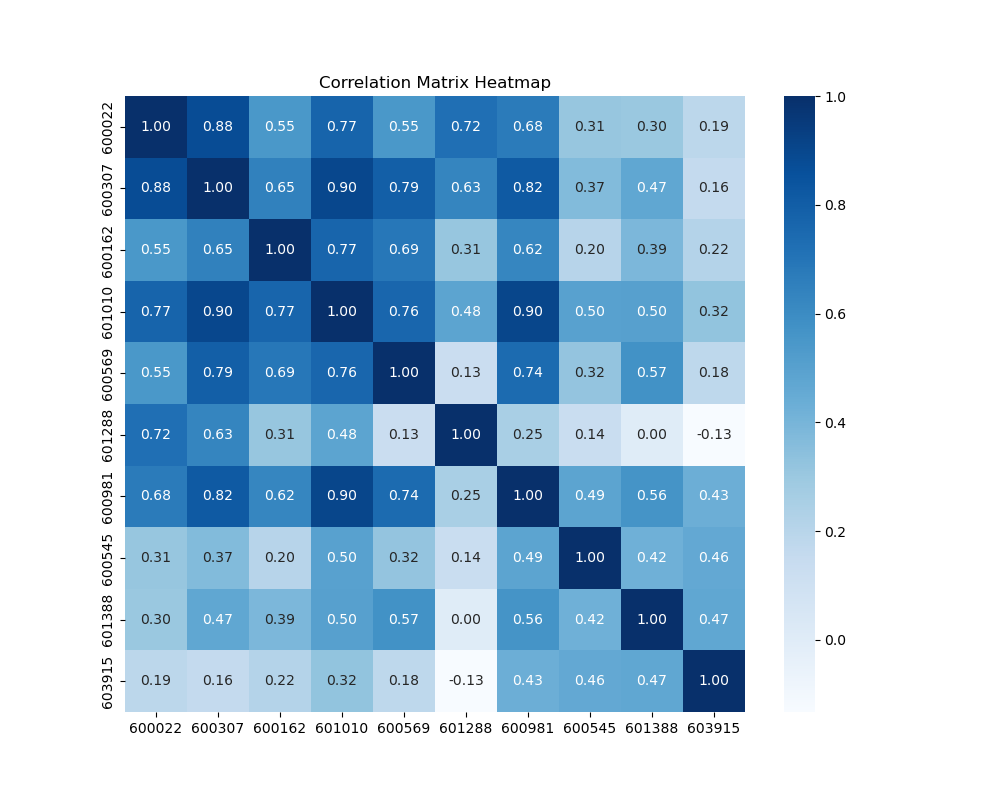 Correlation Matrix Heatmap
600022 1.00 0.88 0.55 0.77 0.55 0.72 0.68 0.31 0.30 0.19
600307 0.88 1.00 0.65 0.90 0.79 0.63 0.82 0.37 0.47 0.16
600162 0.55 0.65 1.00 0.77 0.69 0.31 0.62 0.20 0.39 0.22
601010 0.77 0.90 0.77 1.00 0.76 0.48 0.90 0.50 0.50 0.32
600569 0.55 0.79 0.69 0.76 1.00 0.13 0.74 0.32 0.57 0.18
601288 0.72 0.63 0.31 0.48 0.13 1.00 0.25 0.14 0.00 -0.13
600981 0.68 0.82 0.62 0.90 0.74 0.25 1.00 0.49 0.56 0.43
600545 0.31 0.37 0.20 0.50 0.32 0.14 0.49 1.00 0.42 0.46
601388 0.30 0.47 0.39 0.50 0.57 0.00 0.56 0.42 1.00 0.47
603915 0.19 0.16 0.22 0.32 0.18 -0.13 0.43 0.46 0.47 1.00
600022 600307 600162 601010 600569 601288 600981 600545 601388 603915
1.0
0.8
0.6
0.4
0.2
0.0